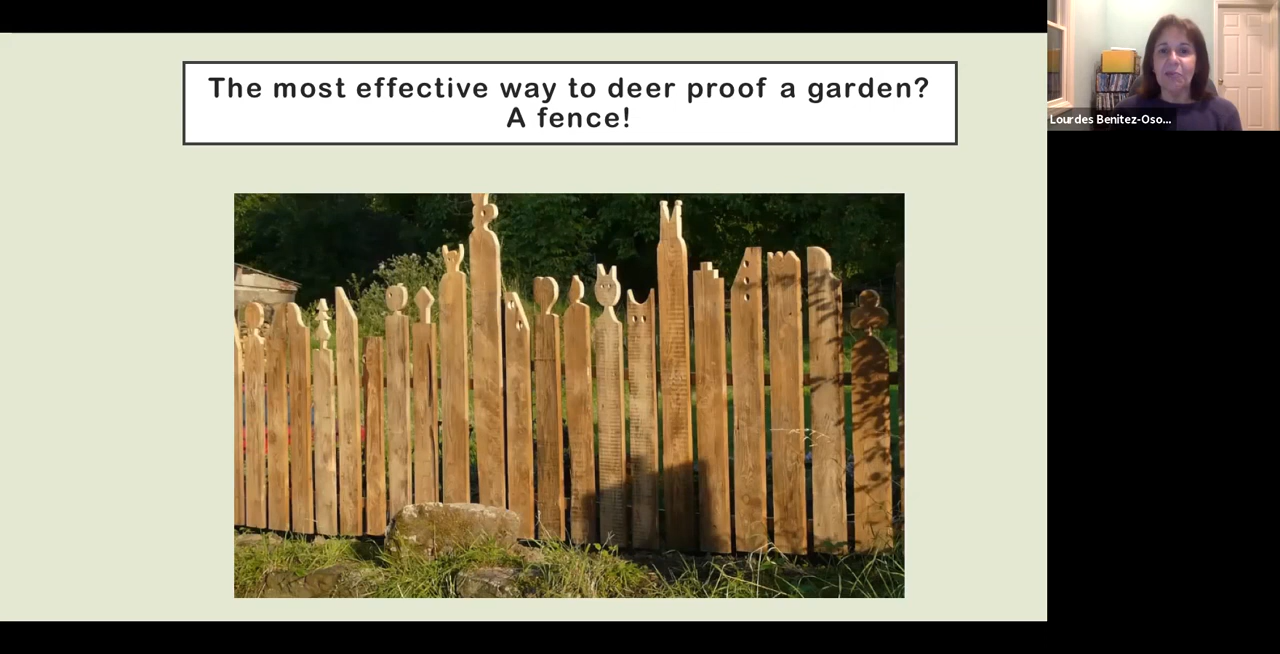 The most effective way to deer proof a garden?
A fence!
Lourdes Benitez-Oso...